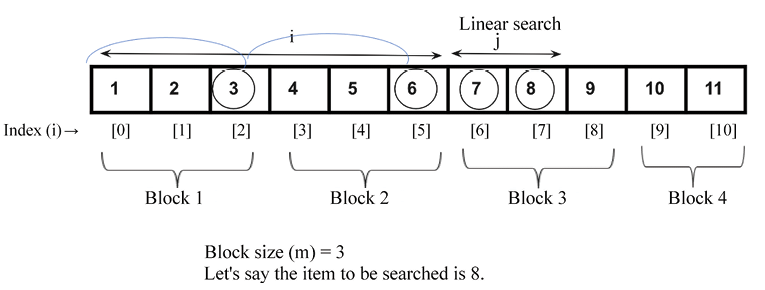 Linear search
i j
1 2 3 4 5 6 7 8 9 10 11
Index (i)→ [0] [1] [2] [3] [4] [5] [6] [7] [8] [9] [10]
Block 1 Block 2 Block 3 Block 4
Block size (m) = 3
Let's say the item to be searched is 8.